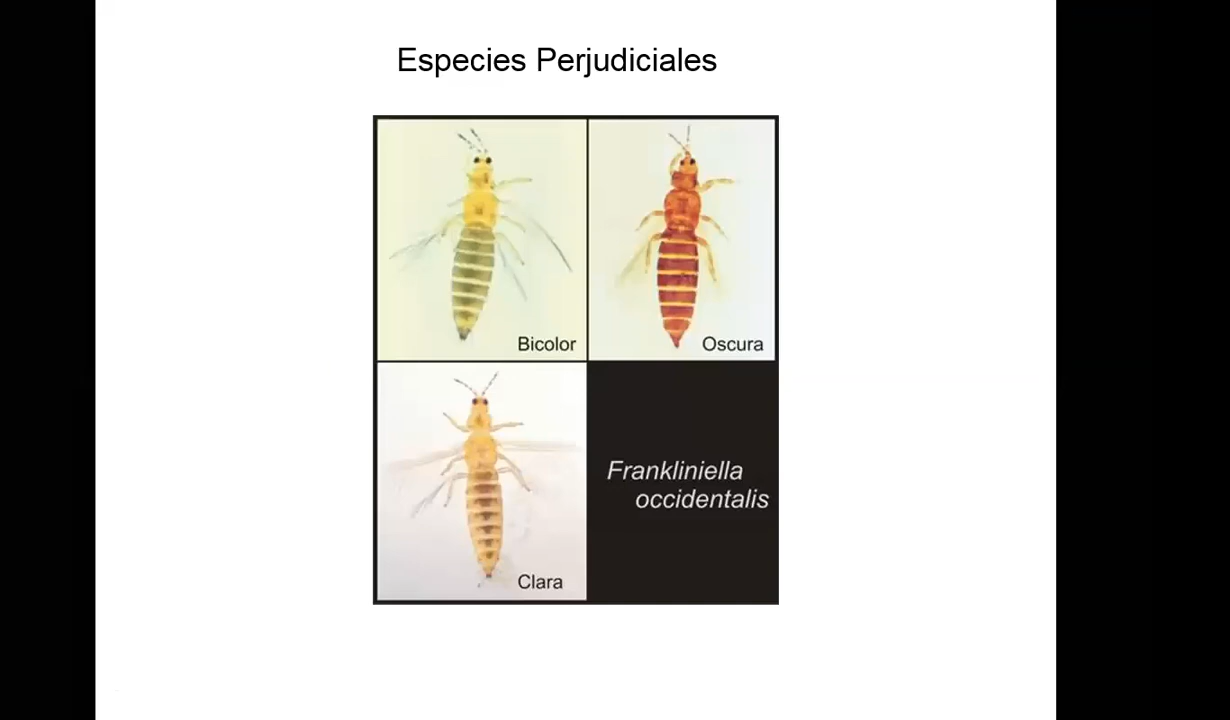 Especies Perjudiciales
Bicolor
Oscura
Clara
Frankliniella
occidentalis